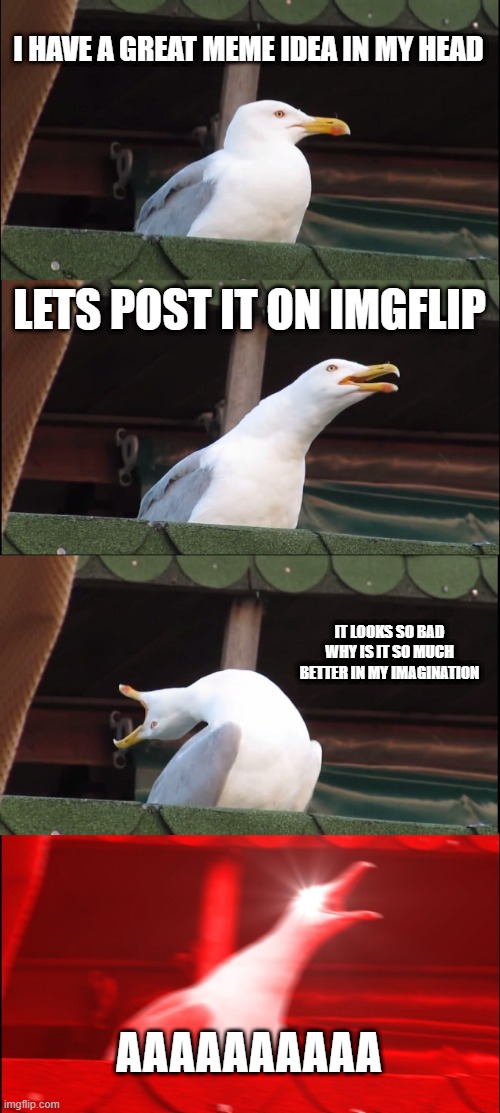 I HAVE A GREAT MEME IDEA IN MY HEAD
LETS POST IT ON IMGFLIP
IT LOOKS SO BAD
WHY IS IT SO MUCH
BETTER IN MY IMAGINATION
AAAAAAAAAA
imgflip.com